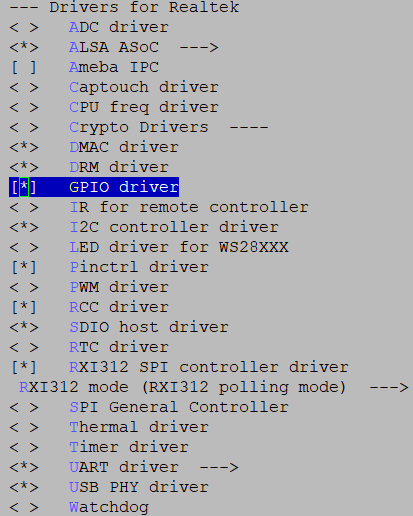 --- Drivers for Realtek
< >   ADC driver
<*>   ALSA ASoC  --->
[ ]   Ameba IPC
< >   Captouch driver
< >   CPU freq driver
< >   Crypto Drivers  ----
<*>   DMAC driver
<*>   DRM driver
[*]   GPIO driver
< >   IR for remote controller
<*>   I2C controller driver
< >   LED driver for WS28XXX
[*]   Pinctrl driver
< >   PWM driver
[*]   RCC driver
<*>   SDIO host driver
< >   RTC driver
[*]   RXI312 SPI controller driver
RXI312 mode (RXI312 polling mode)  --->
< >   SPI General Controller
< >   Thermal driver
< >   Timer driver
<*>   UART driver  --->
<*>   USB PHY driver
< >   Watchdog